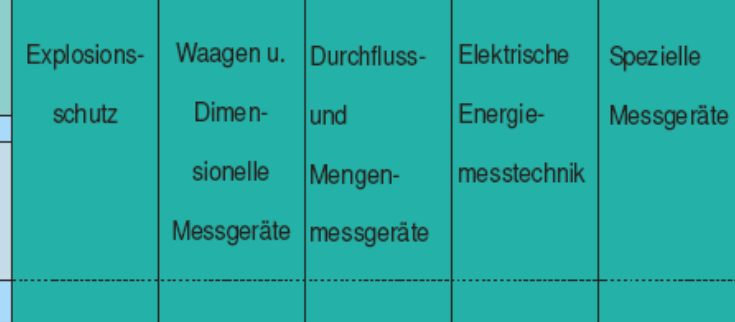 Explosions-
schutz
Waagen u.
Dimen-
sionelle
Messgeräte
Durchfluss-
und
Mengen-
messgeräte
Elektrische
Energie-
messtechnik
Spezielle
Messgeräte